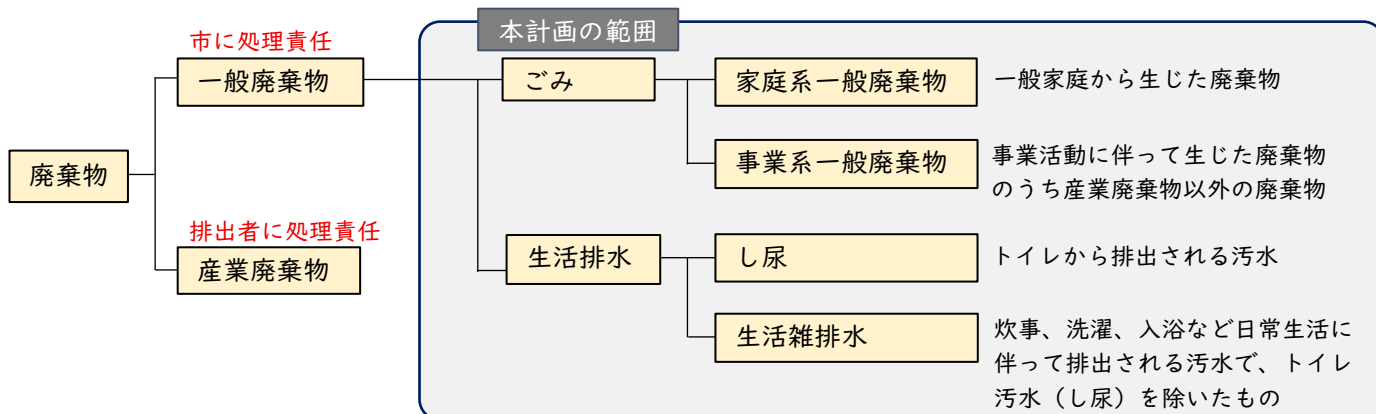 本計画の範囲
市に処理責任
一般廃棄物
ごみ
家庭系一般廃棄物
一般家庭から生じた廃棄物
事業系一般廃棄物
事業活動に伴って生じた廃棄物
のうち産業廃棄物以外の廃棄物
廃棄物
排出者に処理責任
産業廃棄物
生活排水
し尿
トイレから排出される汚水
生活雑排水
炊事、洗濯、入浴など日常生活に
伴って排出される汚水で、トイレ
汚水（し尿）を除いたもの